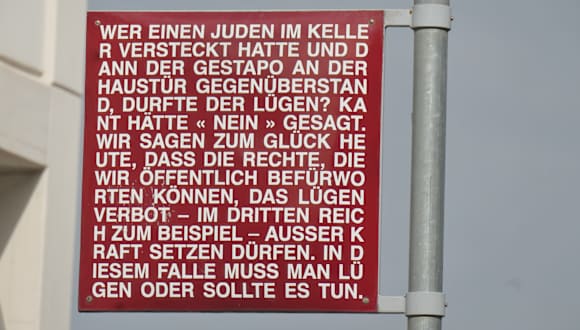 WER EINEN JUDEN IM KELLE
R VERSTECKT HATTE UND D
ANN DER GESTAPO AN DER
HAUSTÜR GEGENÜBERSTAN
D, DURFTE DER LÜGEN? KA
NT HÄTTE « NEIN » GESAGT.
WIR SAGEN ZUM GLÜCK HE
UTE, DASS DIE RECHTE, DIE
WIR ÖFFENTLICH BEFÜRWO
RTEN KÖNNEN, DAS LÜGEN
VERBOT – IM DRITTEN REIC
H ZUM BEISPIEL – AUSSER K
RAFT SETZEN DÜRFEN. IN D
IESEM FALLE MUSS MAN LÜ
GEN ODER SOLLTE ES TUN.